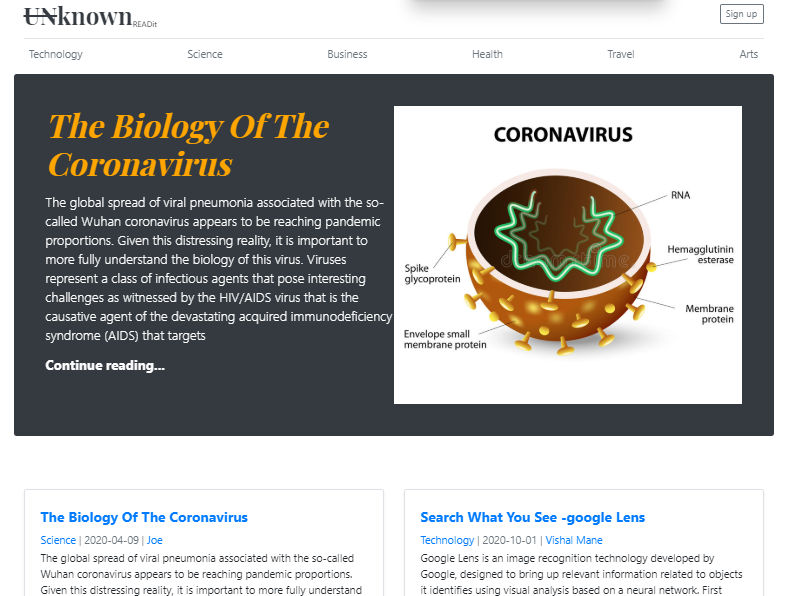 UNknown READit
Sign up
Technology Science Business Health Travel Arts
The Biology Of The
Coronavirus
The global spread of viral pneumonia associated with the so-
called Wuhan coronavirus appears to be reaching pandemic
proportions. Given this distressing reality, it is important to
more fully understand the biology of this virus. Viruses
represent a class of infectious agents that pose interesting
challenges as witnessed by the HIV/AIDS virus that is the
causative agent of the devastating acquired immunodeficiency
syndrome (AIDS) that targets
Continue reading...
CORONAVIRUS
RNA
Hemagglutinin
esterase
Spike
glycoprotein
Membrane
protein
Envelope small
membrane protein
The Biology Of The Coronavirus
Science | 2020-04-09 | Joe
The global spread of viral pneumonia associated with the so-called
Wuhan coronavirus appears to be reaching pandemic proportions.
Given this distressing reality, it is important to more fully understand
Search What You See -google Lens
Technology | 2020-10-01 | Vishal Mane
Google Lens is an image recognition technology developed by
Google, designed to bring up relevant information related to objects
it identifies using visual analysis based on a neural network. First